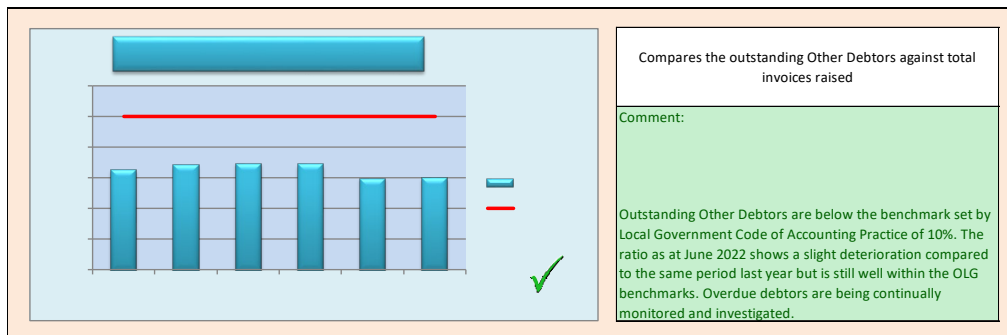 Compares the outstanding Other Debtors against total
invoices raised
Comment:
Outstanding Other Debtors are below the benchmark set by
Local Government Code of Accounting Practice of 10%. The
ratio as at June 2022 shows a slight deterioration compared
to the same period last year but is still well within the OLG
benchmarks. Overdue debtors are being continually
monitored and investigated.